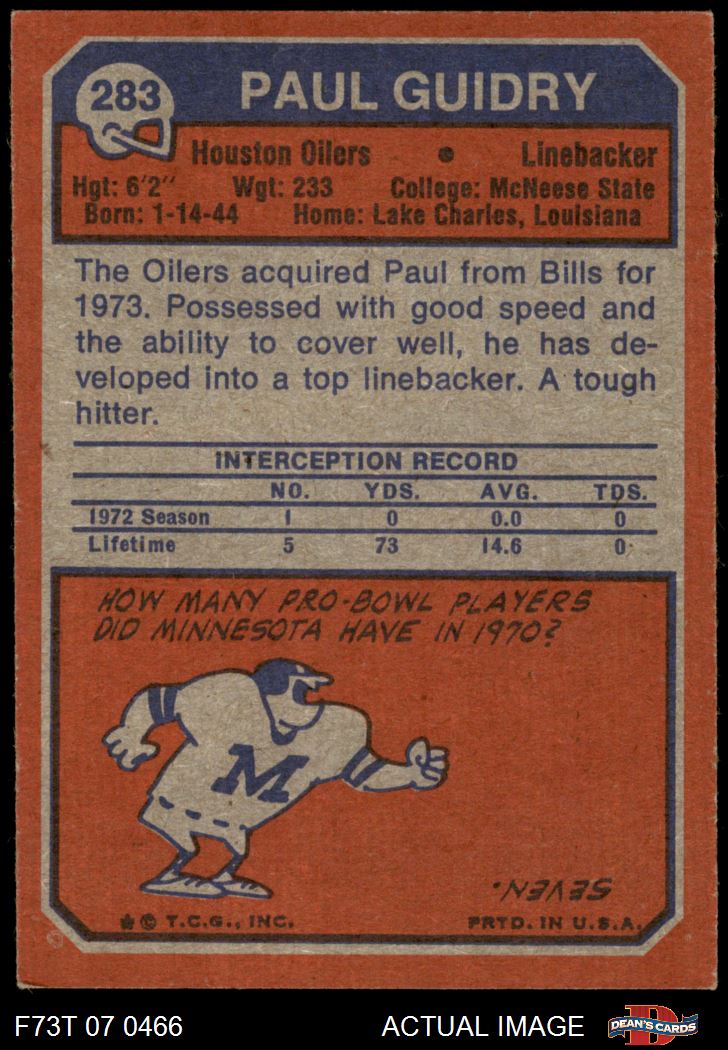 283
PAUL GUIDRY
Houston Oilers • Linebacker
Hgt: 6'2" Wgt: 233 College: McNeese State
Born: 1-14-44 Home: Lake Charles, Louisiana
The Oilers acquired Paul from Bills for
1973. Possessed with good speed and
the ability to cover well, he has de-
veloped into a top linebacker. A tough
hitter.
INTERCEPTION RECORD
NO. YDS. AVG. TDS.
1972 Season 1 0 0.0 0
Lifetime 5 73 14.6 0
HOW MANY PRO-BOWL PLAYERS
DID MINNESOTA HAVE IN 1970?
M
SEVEN.
© T.C.G., INC. PRTD. IN U.S.A.
F73T 07 0466 ACTUAL IMAGE
D
DEAN'S CARDS